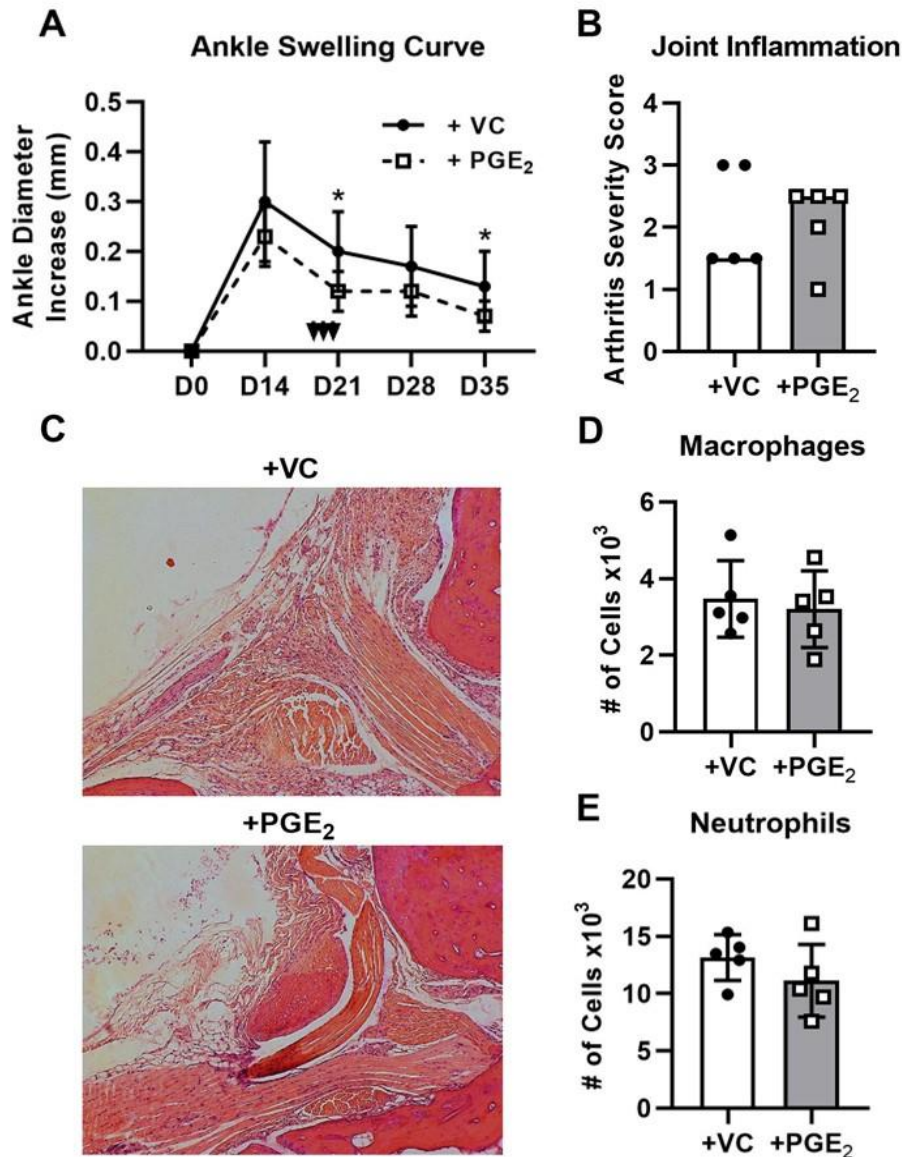 A
Ankle Swelling Curve
Ankle Diameter
Increase (mm)
0.5
0.4
0.3
0.2
0.1
0.0
+ VC
+ PGE₂
*
*
D0 D14 D21 D28 D35
B
Joint Inflammation
Arthritis Severity Score
4
3
2
1
0
+VC +PGE₂
C
+VC
+PGE₂
D
Macrophages
# of Cells x10³
6
4
2
0
+VC +PGE₂
E
Neutrophils
# of Cells x10³
20
15
10
5
0
+VC +PGE₂